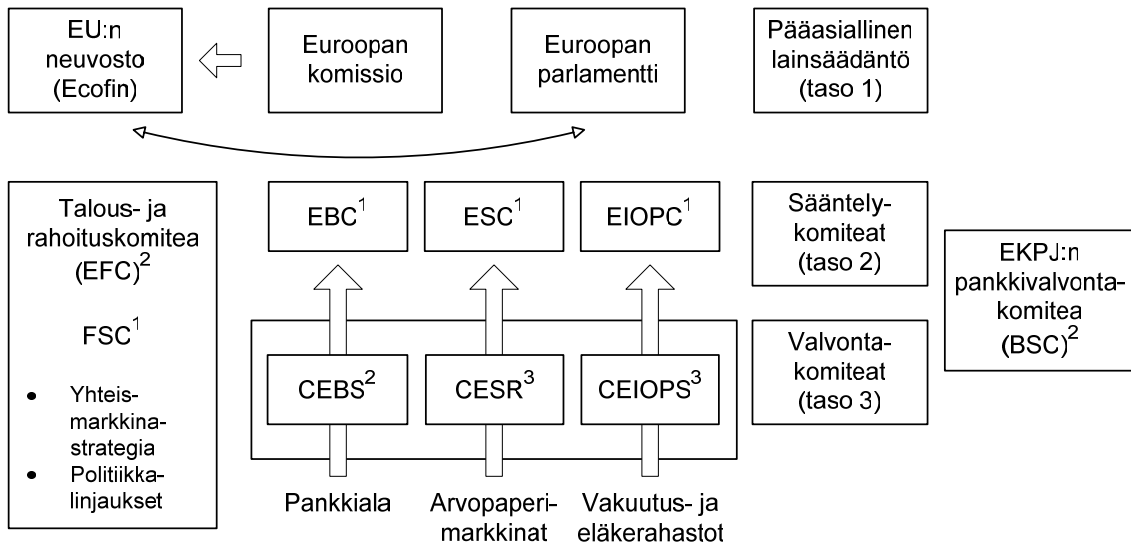 EU:n
neuvosto
(Ecofin)
Euroopan
komissio
Euroopan
parlamentti
Pääasiallinen
lainsäädäntö
(taso 1)
Talous- ja
rahoituskomitea
(EFC)²
FSC¹
• Yhteis-
markkina-
strategia
• Politiikka-
linjaukset
EBC¹
ESC¹
EIOPC¹
Sääntely-
komiteat
(taso 2)
CEBS²
CESR³
CEIOPS³
Valvonta-
komiteat
(taso 3)
EKPJ:n
pankkivalvonta-
komitea
(BSC)²
Pankkiala
Arvopaperi-
markkinat
Vakuutus- ja
eläkerahastot